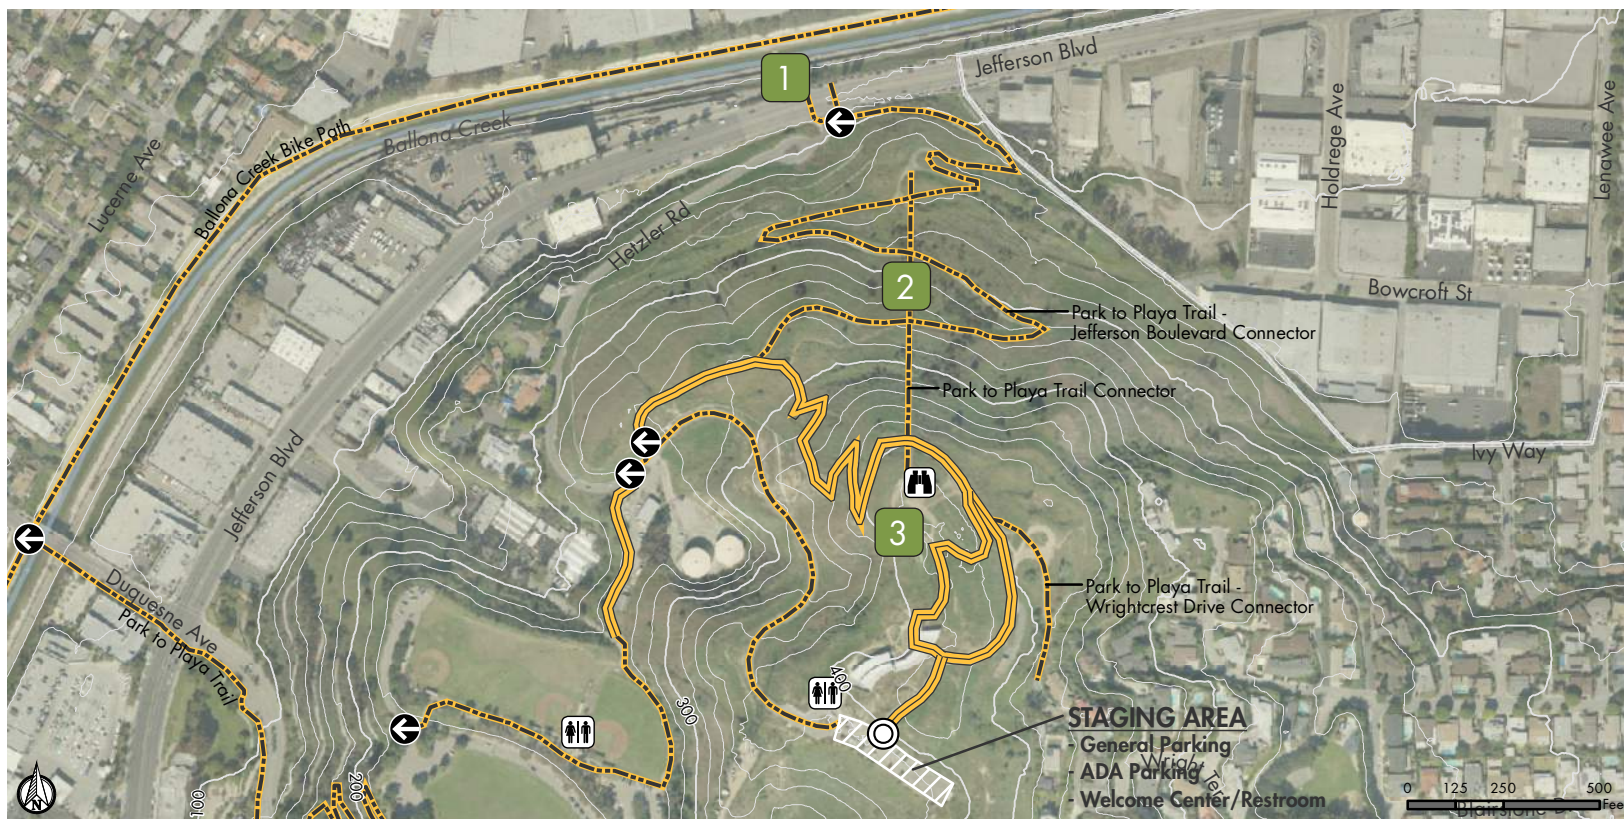 Jefferson Blvd
1
Ballona Creek
Ballona Creek Bike Path
Lucerne Ave
Holdrege Ave
Lenawee Ave
Hetzler Rd
2
Bowcroft St
Park to Playa Trail -
Jefferson Boulevard Connector
Park to Playa Trail Connector
Jefferson Blvd
Ivy Way
3
Duquesne Ave
Park to Playa Trail
Park to Playa Trail -
Wrightcrest Drive Connector
400
300
200
100
STAGING AREA
- General Parking
- ADA Parking
- Welcome Center/Restroom
Wright Ter
N
0 125 250 500
Fee